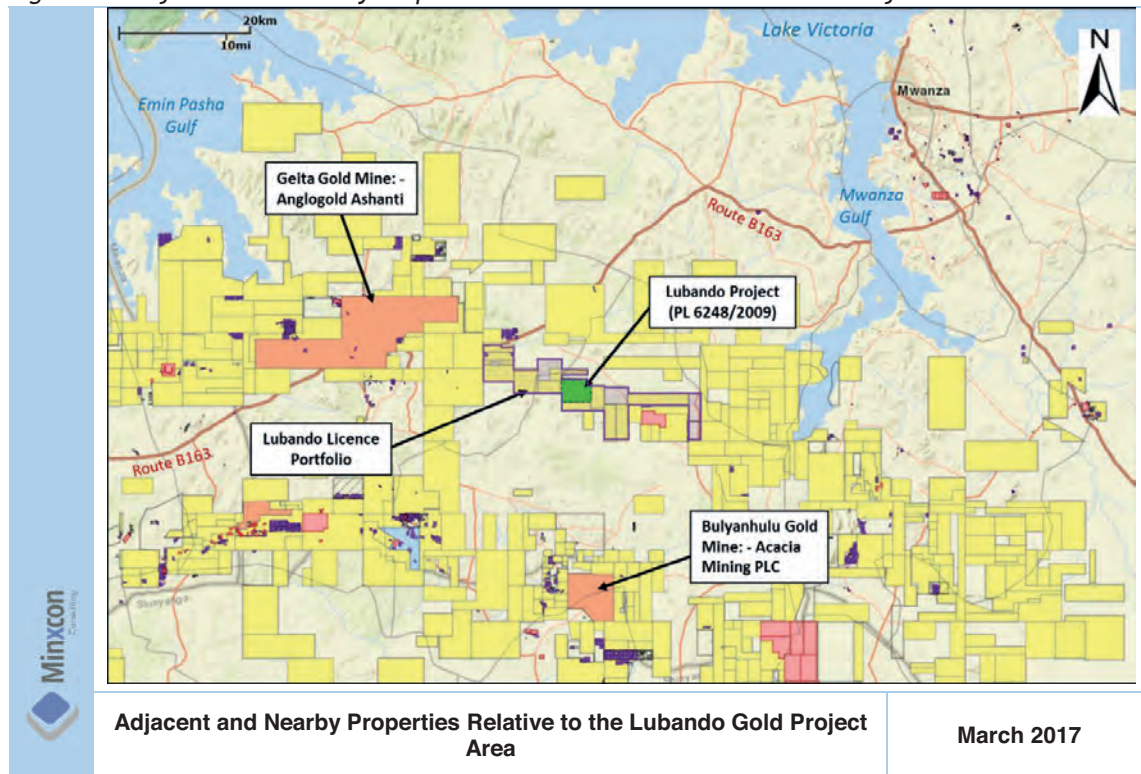 20km
10mi
Lake Victoria
N
Mwanza
Emin Pasha
Gulf
Geita Gold Mine: -
Anglogold Ashanti
Mwanza
Gulf
Route B163
Lubando Project
(PL 6248/2009)
Lubando Licence
Portfolio
Route B163
Bulyanhulu Gold
Mine: - Acacia
Mining PLC
Shinyanga
Minxcon
Consulting
Adjacent and Nearby Properties Relative to the Lubando Gold Project
Area
March 2017